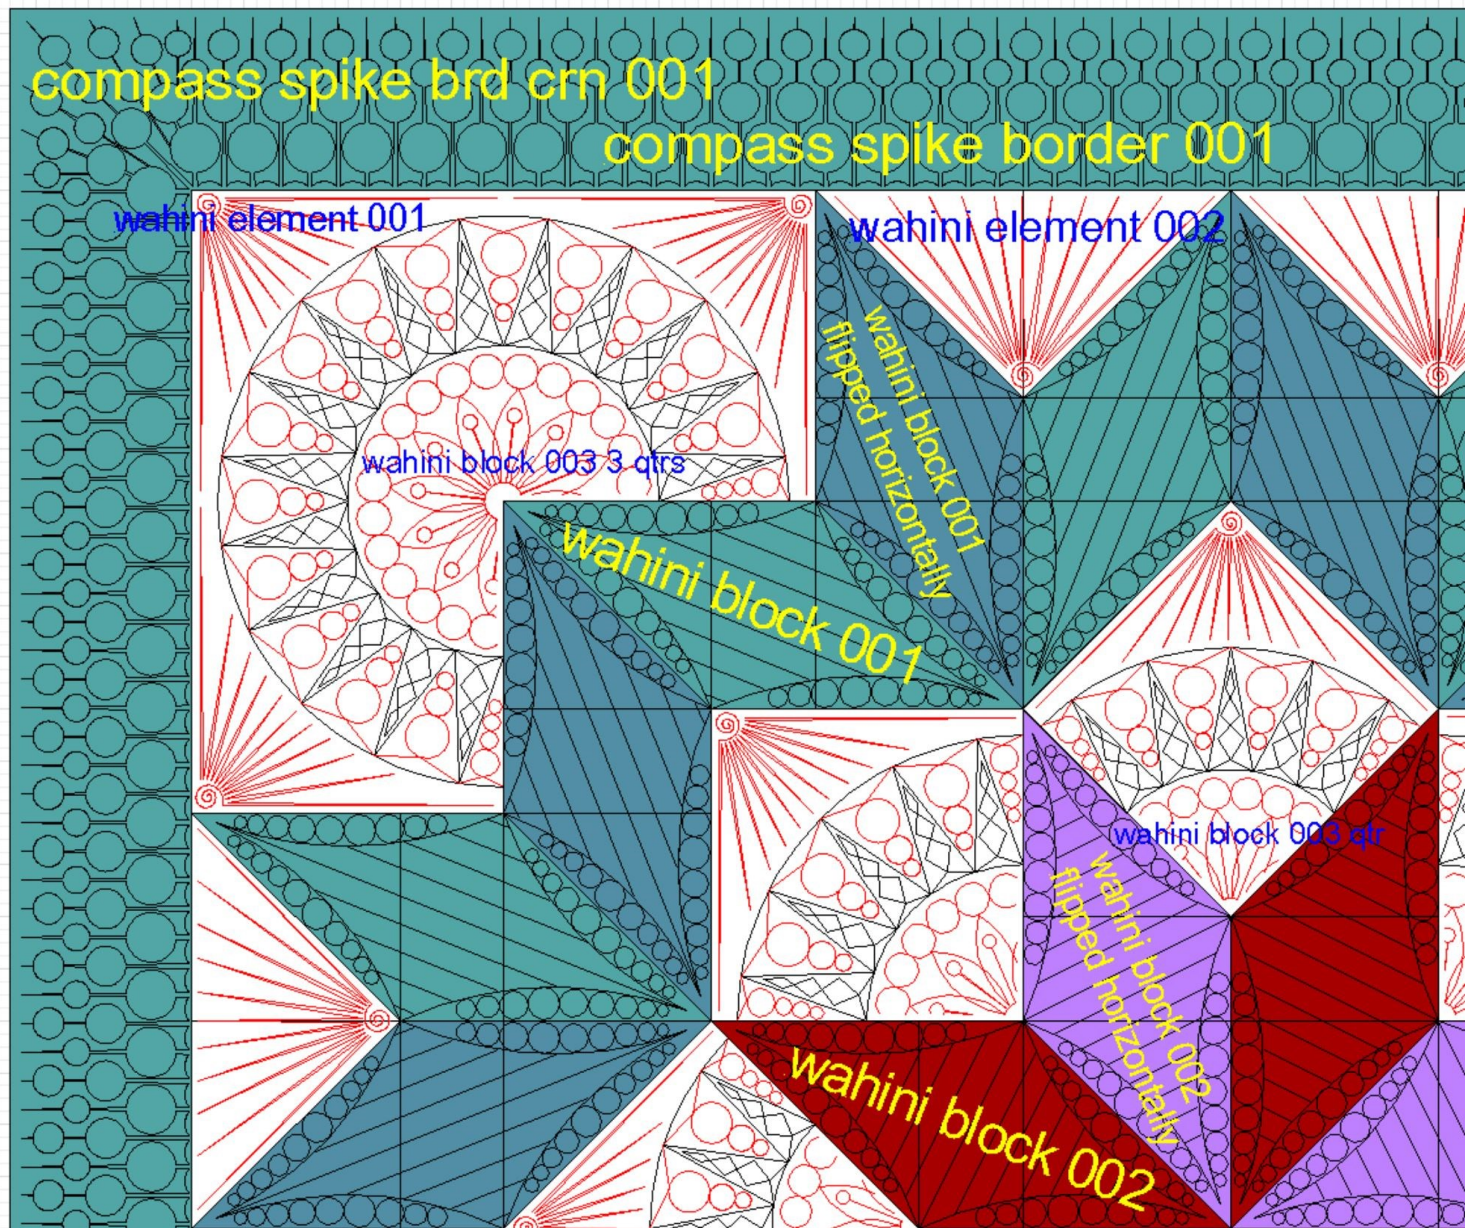 compass spike brd crn 001
compass spike border 001
wahini element 001
wahini element 002
wahini block 001
flipped horizontally
wahini block 003 3 qtrs
wahini block 001
wahini block 003 qtr
wahini block 002
flipped horizontally
wahini block 002